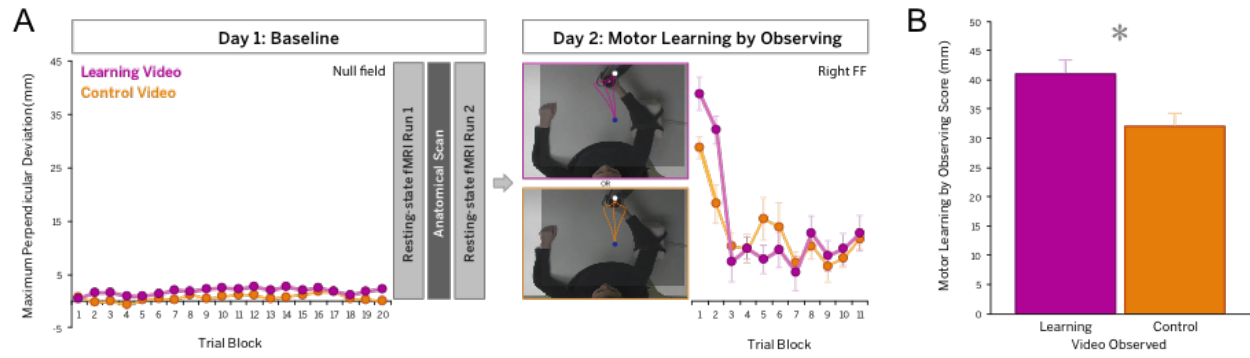 A
Day 1: Baseline
Day 2: Motor Learning by Observing
B
Maximum Perpendicular Deviation(mm)
45
35
25
15
5
-5
Learning Video
Control Video
Null field
1 2 3 4 5 6 7 8 9 10 11 12 13 14 15 16 17 18 19 20
Trial Block
Resting-state fMRI Run 1
Anatomical Scan
Resting-state fMRI Run 2
OR
Right FF
1 2 3 4 5 6 7 8 9 10 11
Trial Block
Motor Learning by Observing Score (mm)
50
45
40
35
30
25
20
15
10
5
0
*
Learning Control
Video Observed